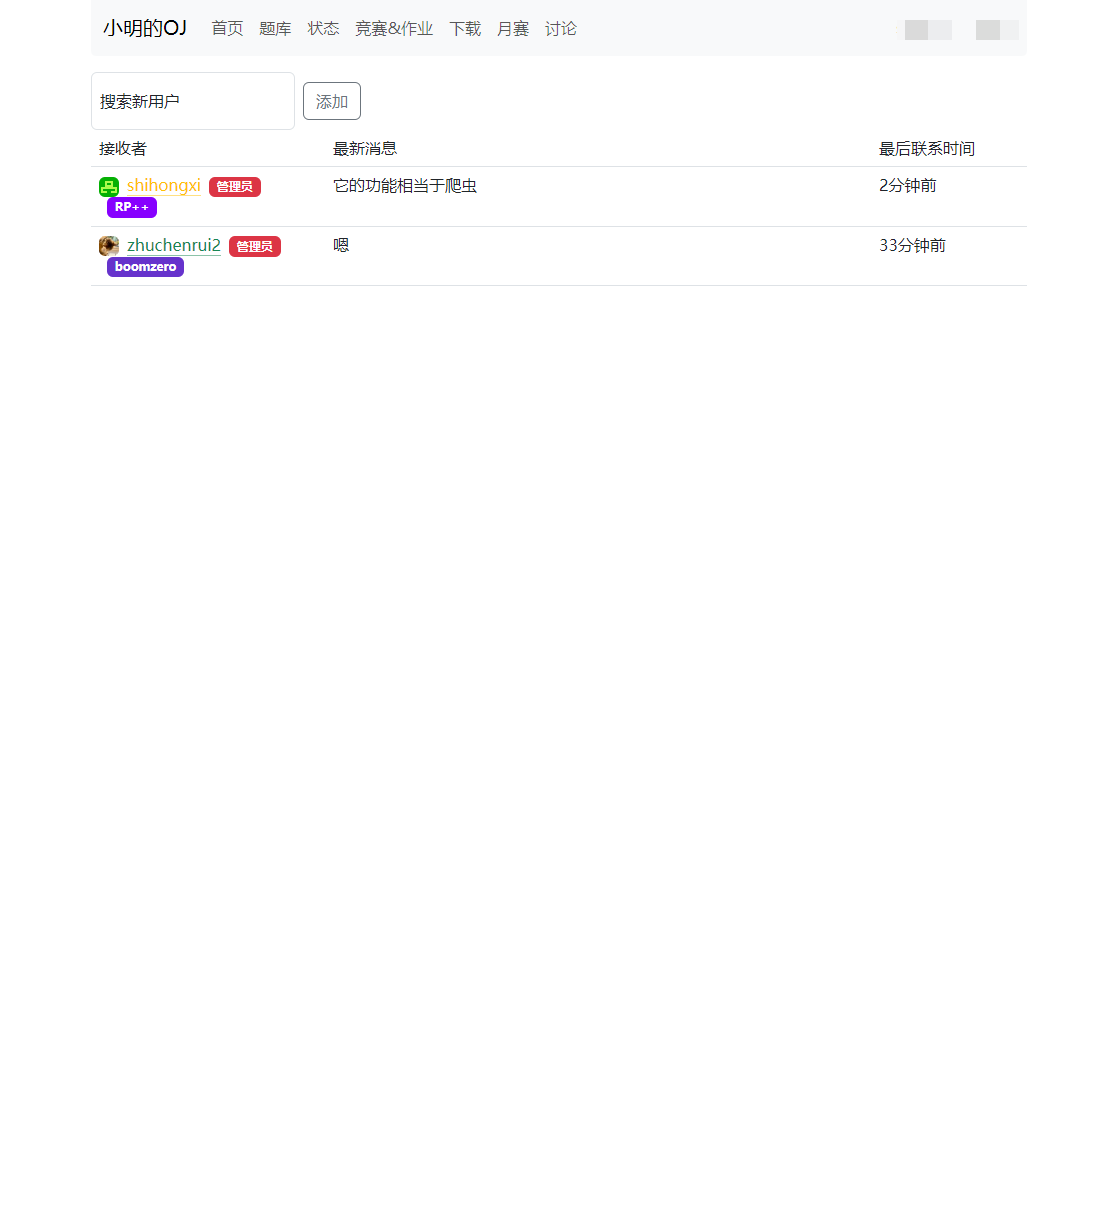 小明的OJ 首页 题库 状态 竞赛&作业 下载 月赛 讨论
搜索新用户 添加
接收者 最新消息 最后联系时间
shihongxi 管理员 它的功能相当于爬虫 2分钟前
RP++
zhuchenrui2 管理员 嗯 33分钟前
boomzero